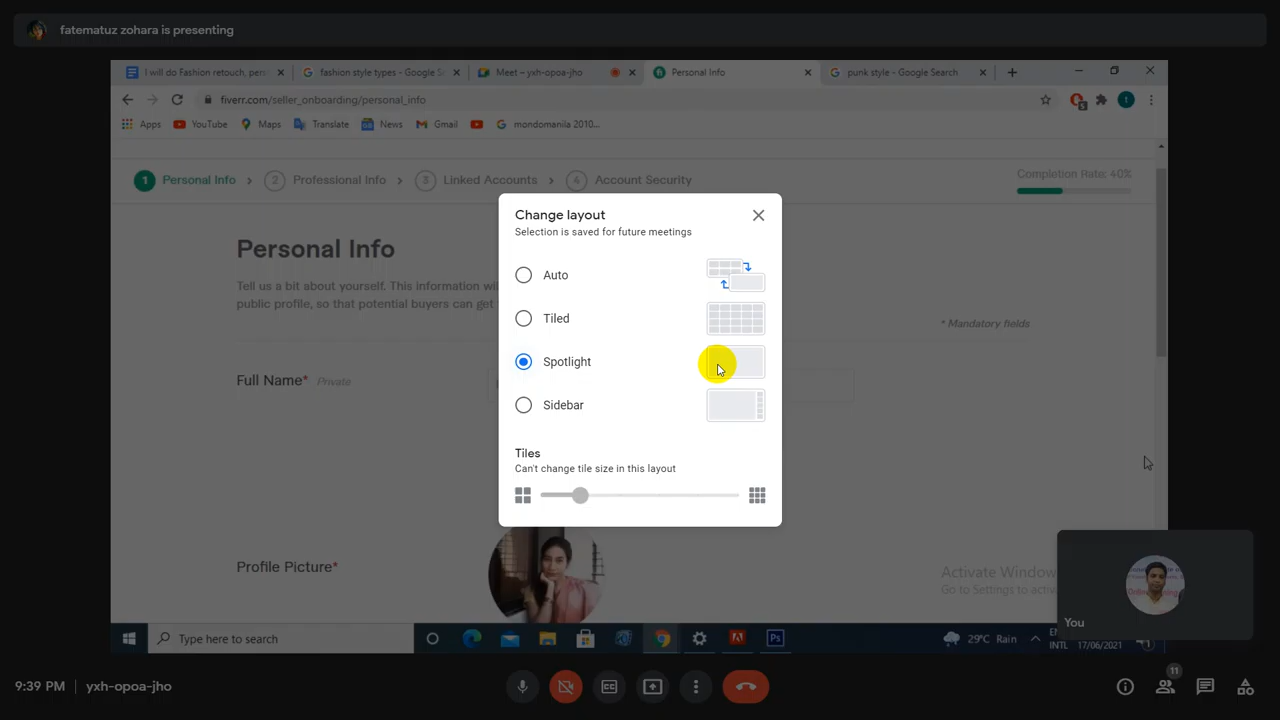 fatematuz zohara is presenting
I will do Fashion retouch, pers
fashion style types - Google S
Meet – yxh-opoa-jho
Personal Info
punk style - Google Search
fiverr.com/seller_onboarding/personal_info
Apps
YouTube
Maps
Translate
News
Gmail
mondomanila 2010...
1 Personal Info
2 Professional Info
3 Linked Accounts
4 Account Security
Completion Rate: 40%
Change layout
Selection is saved for future meetings
Personal Info
Tell us a bit about yourself. This information will
public profile, so that potential buyers can get
* Mandatory fields
Auto
Tiled
Spotlight
Sidebar
Full Name* Private
Tiles
Can't change tile size in this layout
Profile Picture*
Activate Window
Go to Settings to activ
You
Type here to search
29°C Rain
INTL
17/06/2021
9:39 PM | yxh-opoa-jho
11